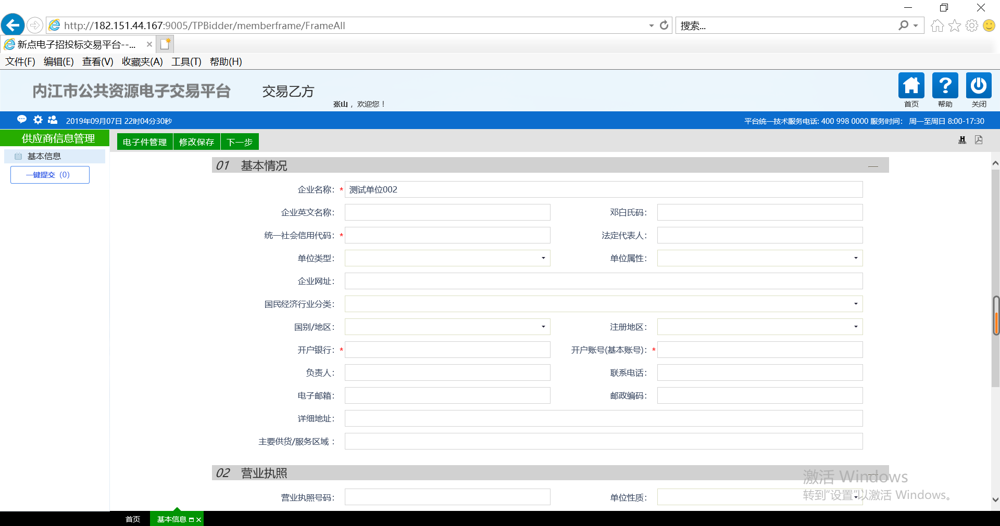 http://182.151.44.167:9005/TPBidder/memberframe/FrameAll
搜索...
新点电子招投标交易平台--...
文件(F) 编辑(E) 查看(V) 收藏夹(A) 工具(T) 帮助(H)
内江市公共资源电子交易平台 交易乙方
张山，欢迎您！
首页 帮助 关闭
2019年09月07日 22时04分30秒
平台统一技术服务电话: 400 998 0000 服务时间： 周一至周日 8:00-17:30
供应商信息管理
电子件管理 修改保存 下一步
基本信息
一键提交（0）
01 基本情况
企业名称：* 测试单位002
企业英文名称： 邓白氏码：
统一社会信用代码：* 法定代表人：
单位类型： 单位属性：
企业网址：
国民经济行业分类：
国别/地区： 注册地区：
开户银行：* 开户账号(基本账号)：*
负责人： 联系电话：
电子邮箱： 邮政编码：
详细地址：
主要供货/服务区域 ：
02 营业执照
激活 Windows
营业执照号码： 单位性质：
转到"设置"以激活 Windows。
首页 基本信息